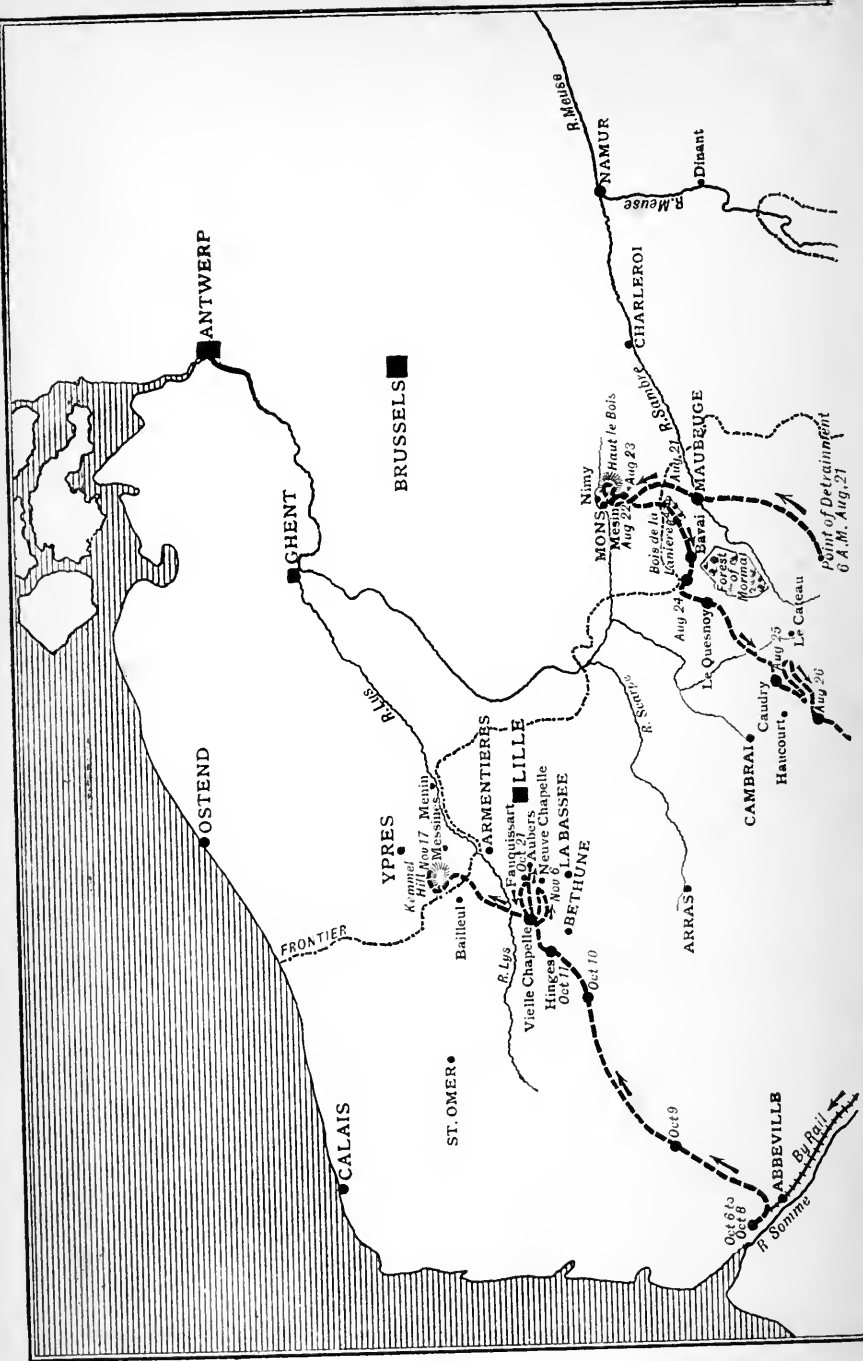 OSTEND
ANTWERP
GHENT
CALAIS
FRONTIER
YPRES
Kemmel
Hill Nov 17
Messines
Menin
R. Lys
BRUSSELS
ST. OMER
Bailleul
ARMENTIERES
R. Lys
LILLE
Fauquissart
Oct 21
Aubers
Neuve Chapelle
Nov 6
Vielle Chapelle
LA BASSEE
BETHUNE
Hinges
Oct 11
Oct 10
R. Meuse
NAMUR
R. Meuse
Dinant
CHARLEROI
R. Sambre
Nimy
MONS
Haut le Bois
Mesin
Aug 23
Aug 22
Aug. 21
Bois de la
Lanieres
MAUBEUGE
Bavai
Aug 24
Forest
of
Mormal
Le Quesnoy
R. Scarpe
ARRAS
CAMBRAI
Caudry
Aug 25
Le Cateau
Haucourt
Aug 26
Point of Detrainment
6 A.M. Aug. 21
Oct 9
Oct 6 to
Oct 8
ABBEVILLE
R Somme
By Rail